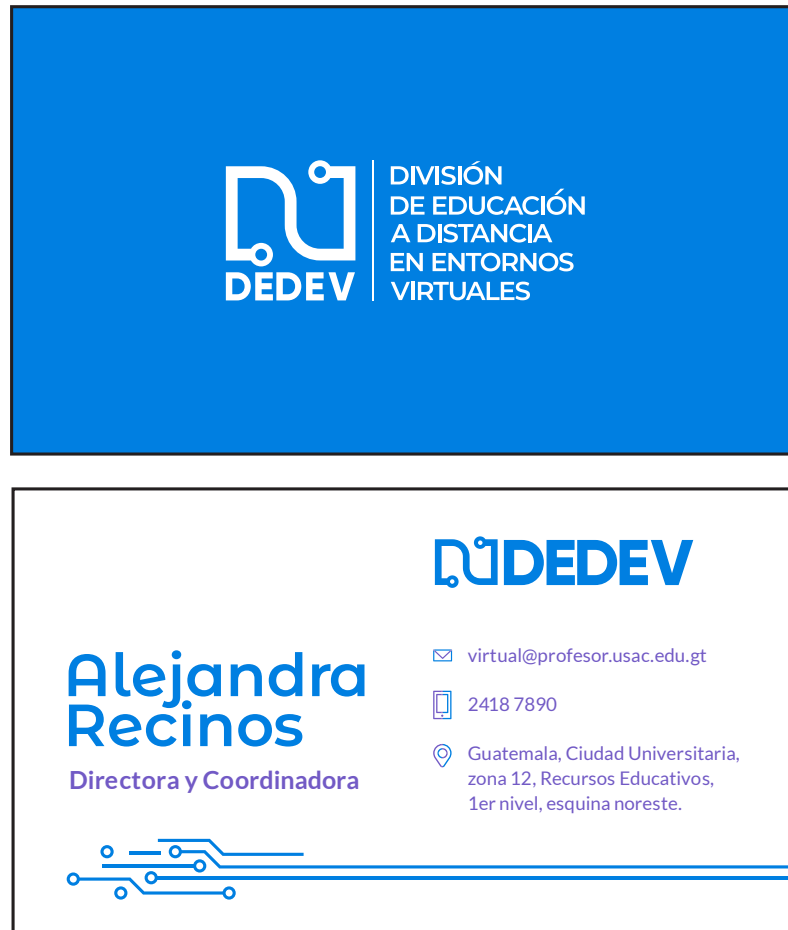 DEDEV
DIVISIÓN
DE EDUCACIÓN
A DISTANCIA
EN ENTORNOS
VIRTUALES
DEDEV
Alejandra
Recinos
Directora y Coordinadora
virtual@profesor.usac.edu.gt
2418 7890
Guatemala, Ciudad Universitaria,
zona 12, Recursos Educativos,
1er nivel, esquina noreste.